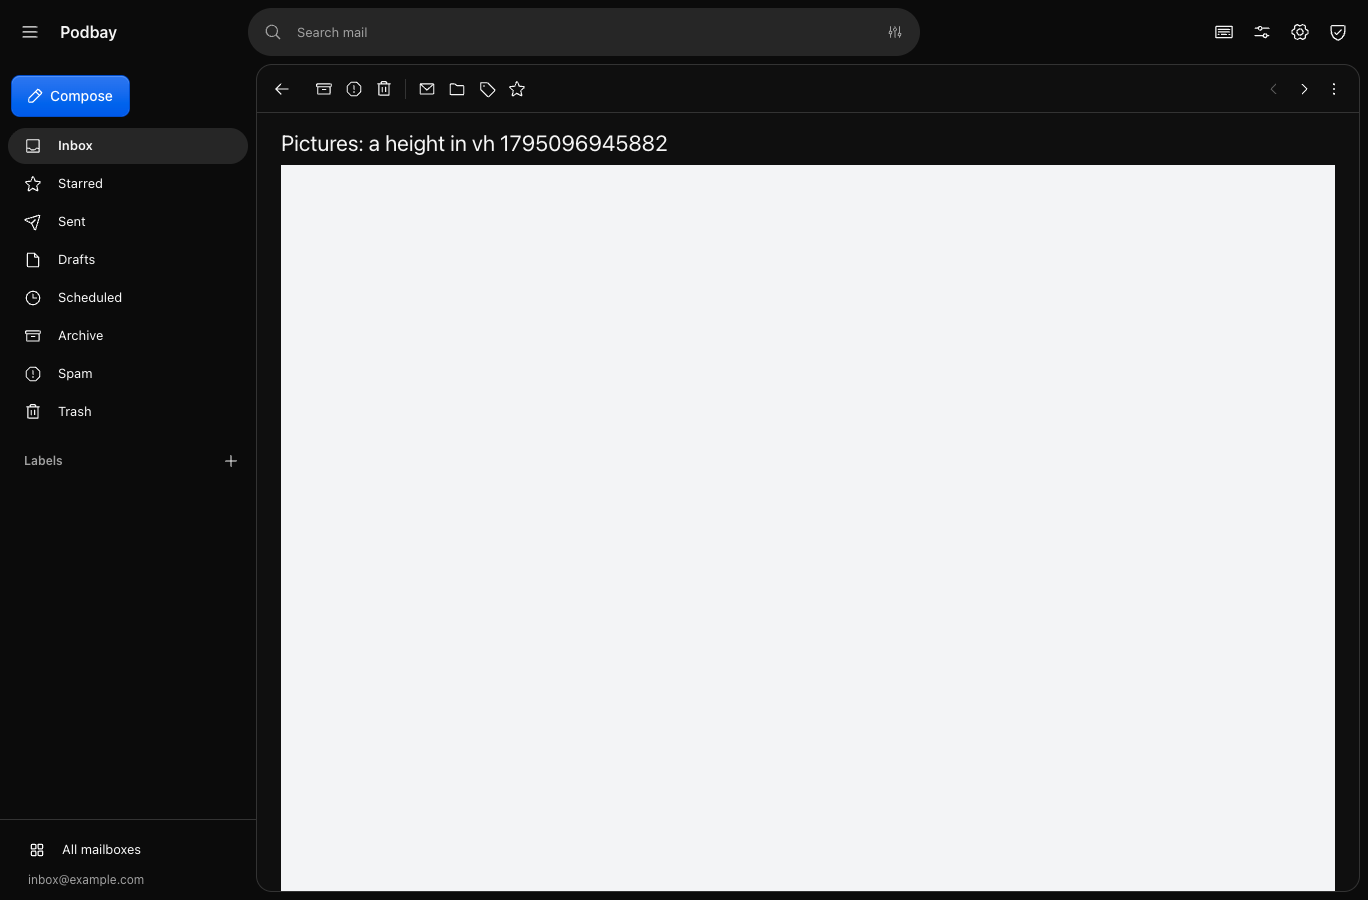 Podbay
Search mail
Compose
Inbox
Starred
Sent
Drafts
Scheduled
Archive
Spam
Trash
Labels
All mailboxes
inbox@example.com
Pictures: a height in vh 1795096945882